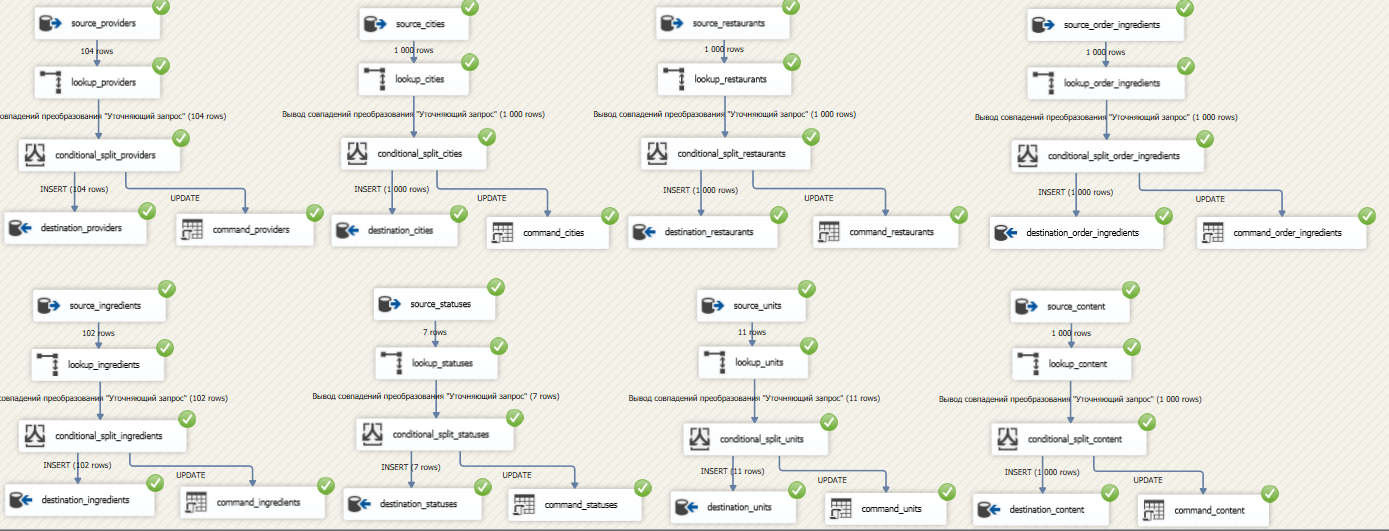 source_providers
104 rows
lookup_providers
совпадений преобразования "Уточняющий запрос" (104 rows)
conditional_split_providers
INSERT (104 rows)
UPDATE
destination_providers
command_providers
source_cities
1 000 rows
lookup_cities
Вывод совпадений преобразования "Уточняющий запрос" (1 000 rows)
conditional_split_cities
INSERT (1 000 rows)
UPDATE
destination_cities
command_cities
source_restaurants
1 000 rows
lookup_restaurants
Вывод совпадений преобразования "Уточняющий запрос" (1 000 rows)
conditional_split_restaurants
INSERT (1 000 rows)
UPDATE
destination_restaurants
command_restaurants
source_order_ingredients
1 000 rows
lookup_order_ingredients
Вывод совпадений преобразования "Уточняющий запрос" (1 000 rows)
conditional_split_order_ingredients
INSERT (1 000 rows)
UPDATE
destination_order_ingredients
command_order_ingredients
source_ingredients
102 rows
lookup_ingredients
совпадений преобразования "Уточняющий запрос" (102 rows)
conditional_split_ingredients
INSERT (102 rows)
UPDATE
destination_ingredients
command_ingredients
source_statuses
7 rows
lookup_statuses
Вывод совпадений преобразования "Уточняющий запрос" (7 rows)
conditional_split_statuses
INSERT (7 rows)
UPDATE
destination_statuses
command_statuses
source_units
11 rows
lookup_units
Вывод совпадений преобразования "Уточняющий запрос" (11 rows)
conditional_split_units
INSERT (11 rows)
UPDATE
destination_units
command_units
source_content
1 000 rows
lookup_content
Вывод совпадений преобразования "Уточняющий запрос" (1 000 rows)
conditional_split_content
INSERT (1 000 rows)
UPDATE
destination_content
command_content